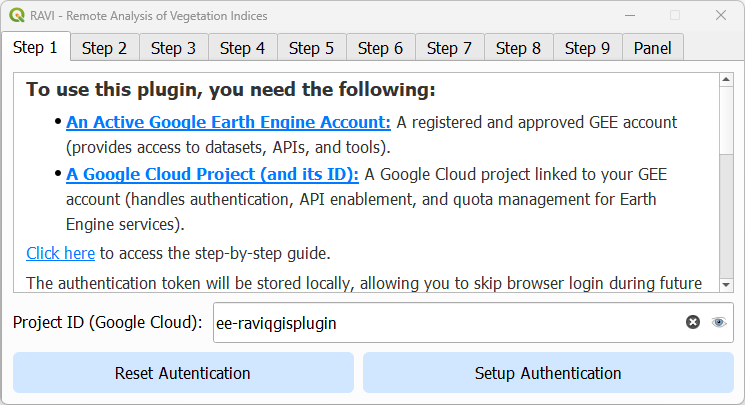 RAVI - Remote Analysis of Vegetation Indices
Step 1 Step 2 Step 3 Step 4 Step 5 Step 6 Step 7 Step 8 Step 9 Panel
To use this plugin, you need the following:
• An Active Google Earth Engine Account: A registered and approved GEE account
(provides access to datasets, APIs, and tools).
• A Google Cloud Project (and its ID): A Google Cloud project linked to your GEE
account (handles authentication, API enablement, and quota management for Earth
Engine services).
Click here to access the step-by-step guide.
The authentication token will be stored locally, allowing you to skip browser login during future
Project ID (Google Cloud): ee-raviqgisplugin
Reset Autentication Setup Authentication